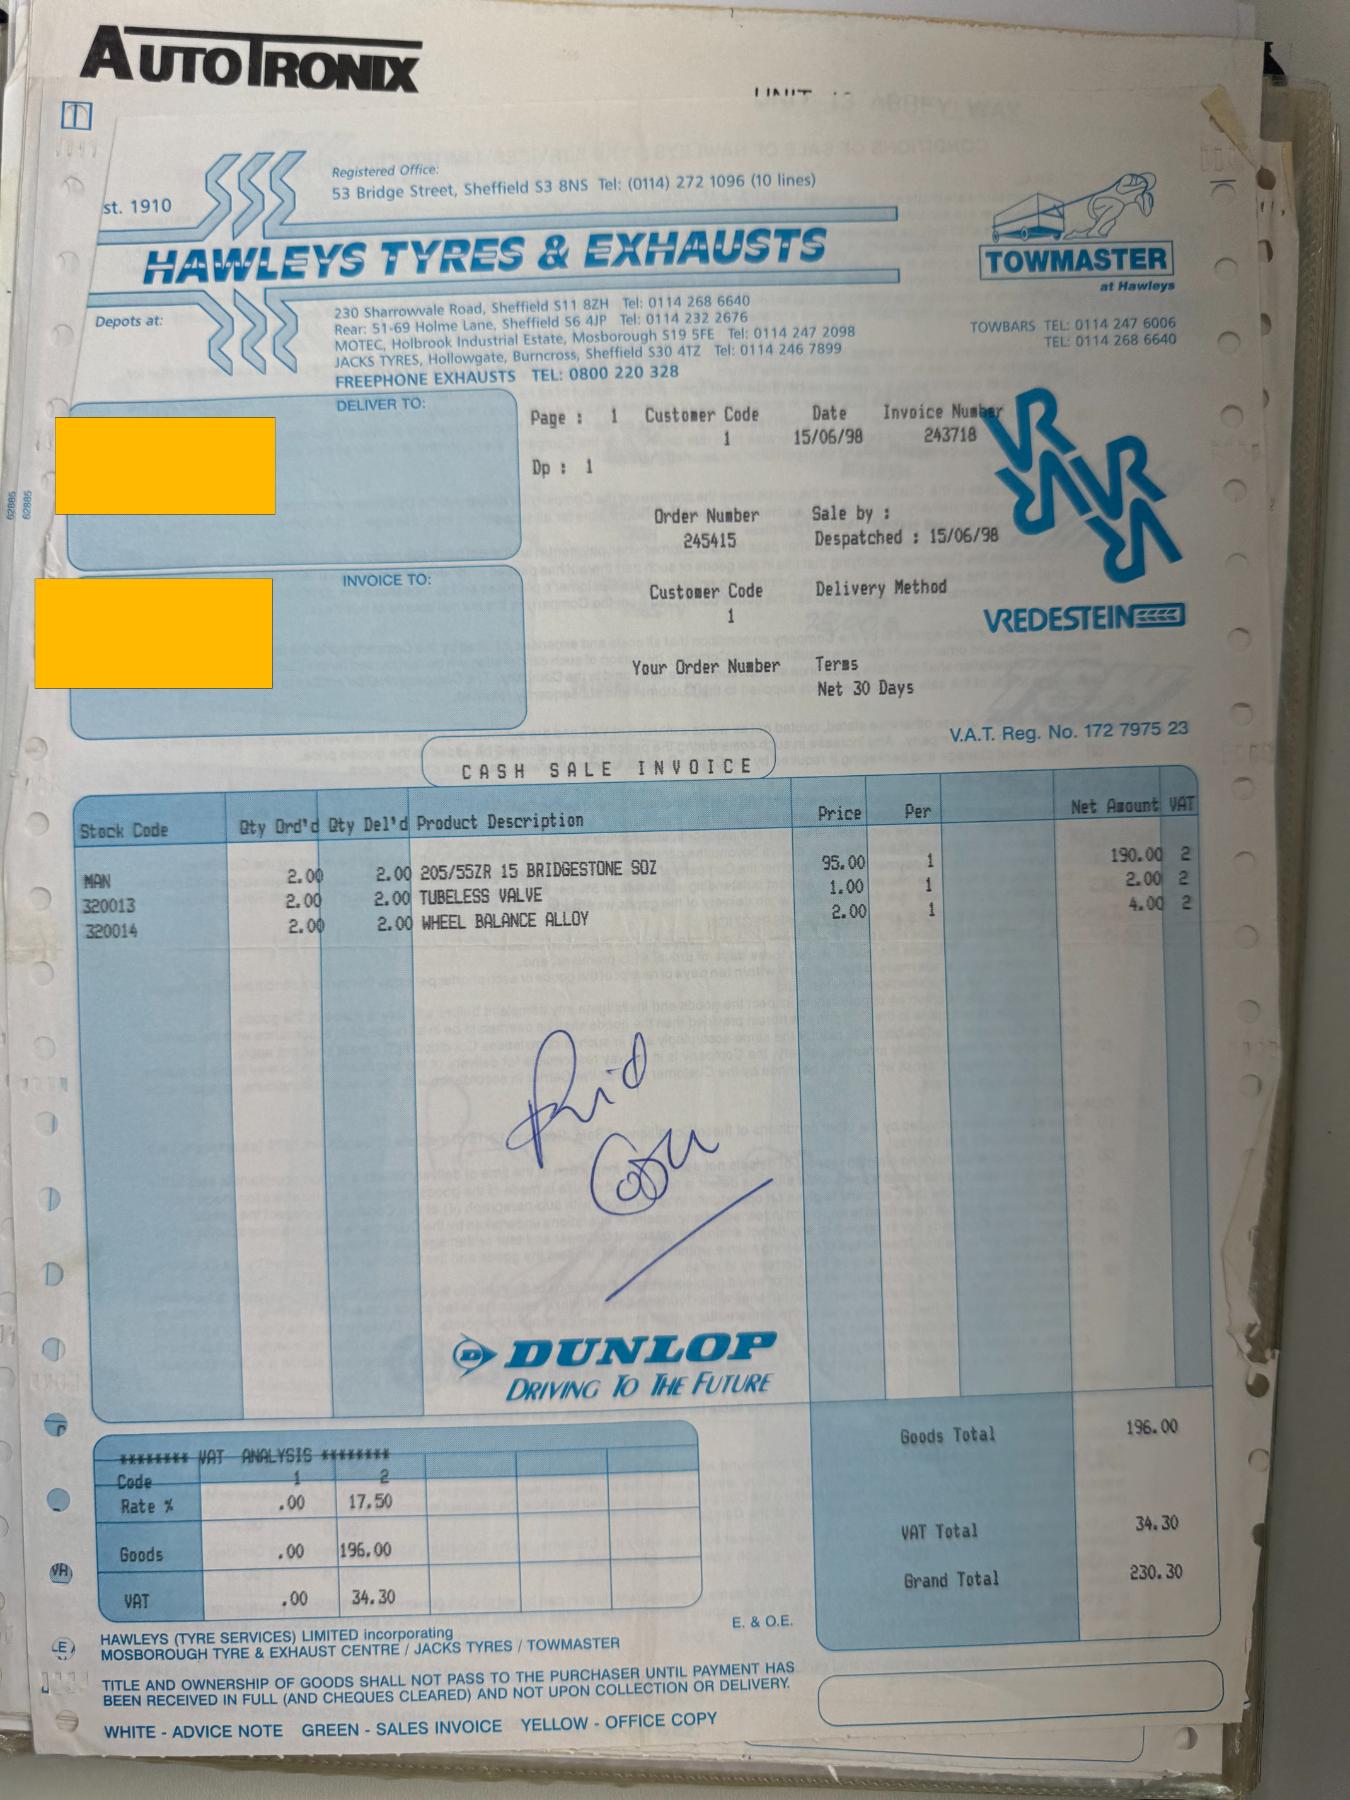 AUTOTRONIX
UNIT
st. 1910
Registered Office:
53 Bridge Street, Sheffield S3 8NS Tel: (0114) 272 1096 (10 lines)
HAWLEYS TYRES & EXHAUSTS
TOWMASTER
at Hawleys
Depots at:
230 Sharrowvale Road, Sheffield S11 8ZH Tel: 0114 268 6640
Rear: 51-69 Holme Lane, Sheffield S6 4JP Tel: 0114 232 2676
MOTEC, Holbrook Industrial Estate, Mosborough S19 5FE Tel: 0114 247 2098
JACKS TYRES, Hollowgate, Burncross, Sheffield S30 4TZ Tel: 0114 246 7899
FREEPHONE EXHAUSTS TEL: 0800 220 328
TOWBARS TEL: 0114 247 6006
TEL: 0114 268 6640
DELIVER TO:
Page : 1 Customer Code Date Invoice Number
1 15/06/98 243718
Dp : 1
Order Number Sale by :
245415 Despatched : 15/06/98
INVOICE TO:
Customer Code Delivery Method
1
Your Order Number Terms
Net 30 Days
VR VR VR VR
VREDESTEIN
62885
62885
V.A.T. Reg. No. 172 7975 23
CASH SALE INVOICE
Stock Code Qty Ord'd Qty Del'd Product Description Price Per Net Amount VAT
MAN 2.00 2.00 205/55ZR 15 BRIDGESTONE SOZ 95.00 1 190.00 2
320013 2.00 2.00 TUBELESS VALVE 1.00 1 2.00 2
320014 2.00 2.00 WHEEL BALANCE ALLOY 2.00 1 4.00 2
Paid
D DUNLOP
DRIVING TO THE FUTURE
******** VAT ANALYSIS ********
Code 1 2
Rate % .00 17.50
Goods .00 196.00
VAT .00 34.30
Goods Total 196.00
VAT Total 34.30
Grand Total 230.30
E. & O.E.
HAWLEYS (TYRE SERVICES) LIMITED incorporating
MOSBOROUGH TYRE & EXHAUST CENTRE / JACKS TYRES / TOWMASTER
TITLE AND OWNERSHIP OF GOODS SHALL NOT PASS TO THE PURCHASER UNTIL PAYMENT HAS
BEEN RECEIVED IN FULL (AND CHEQUES CLEARED) AND NOT UPON COLLECTION OR DELIVERY.
WHITE - ADVICE NOTE GREEN - SALES INVOICE YELLOW - OFFICE COPY